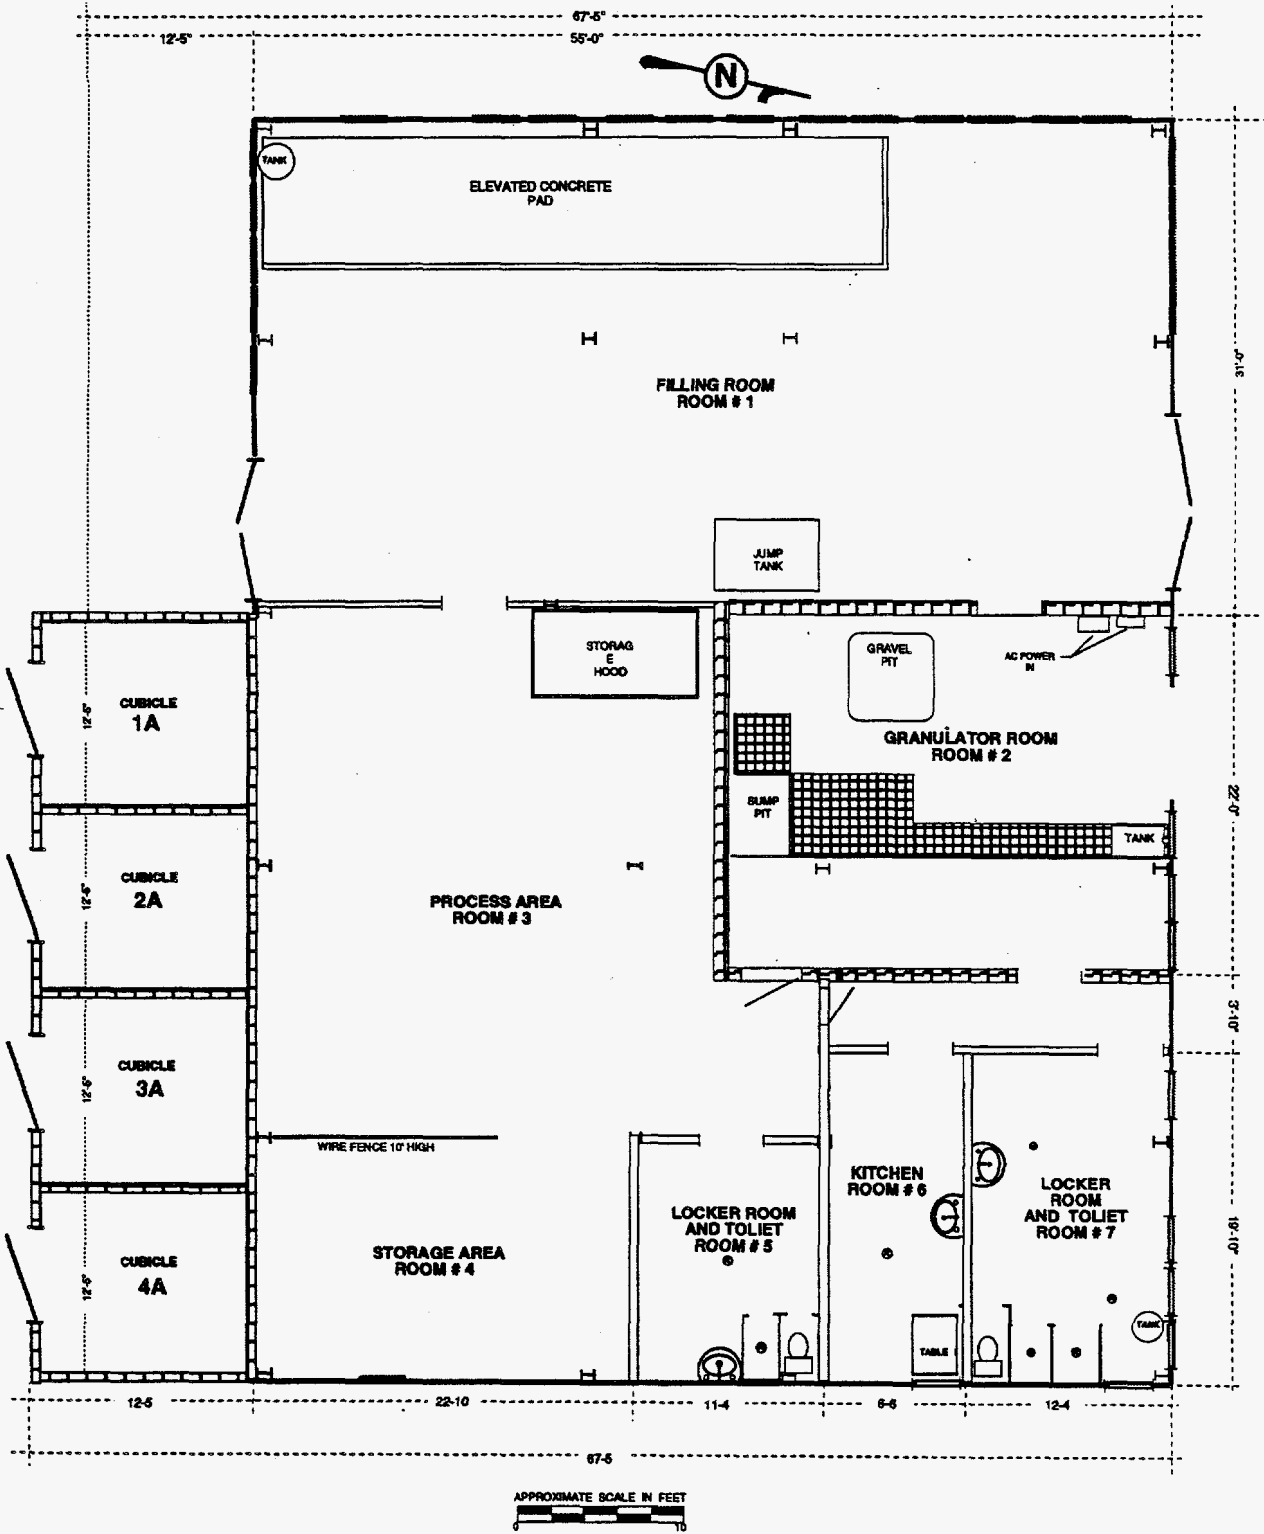 67'-5"
12'-5"
55'-0"
N
TANK
ELEVATED CONCRETE
PAD
31'-0"
FILLING ROOM
ROOM # 1
JUMP
TANK
STORAG
E
HOOD
GRAVEL
PIT
AC POWER
IN
CUBICLE
1A
12'-5"
GRANULATOR ROOM
ROOM # 2
SUMP
PIT
22'-0"
TANK
CUBICLE
2A
12'-5"
PROCESS AREA
ROOM # 3
3'-10"
CUBICLE
3A
12'-5"
WIRE FENCE 10' HIGH
KITCHEN
ROOM # 6
LOCKER
ROOM
AND TOLIET
ROOM # 7
LOCKER ROOM
AND TOLIET
ROOM # 5
19'-10"
STORAGE AREA
ROOM # 4
CUBICLE
4A
12'-5"
TANK
TABLE
12-5
22-10
11-4
6-6
12-4
67-5
APPROXIMATE SCALE IN FEET
0
10